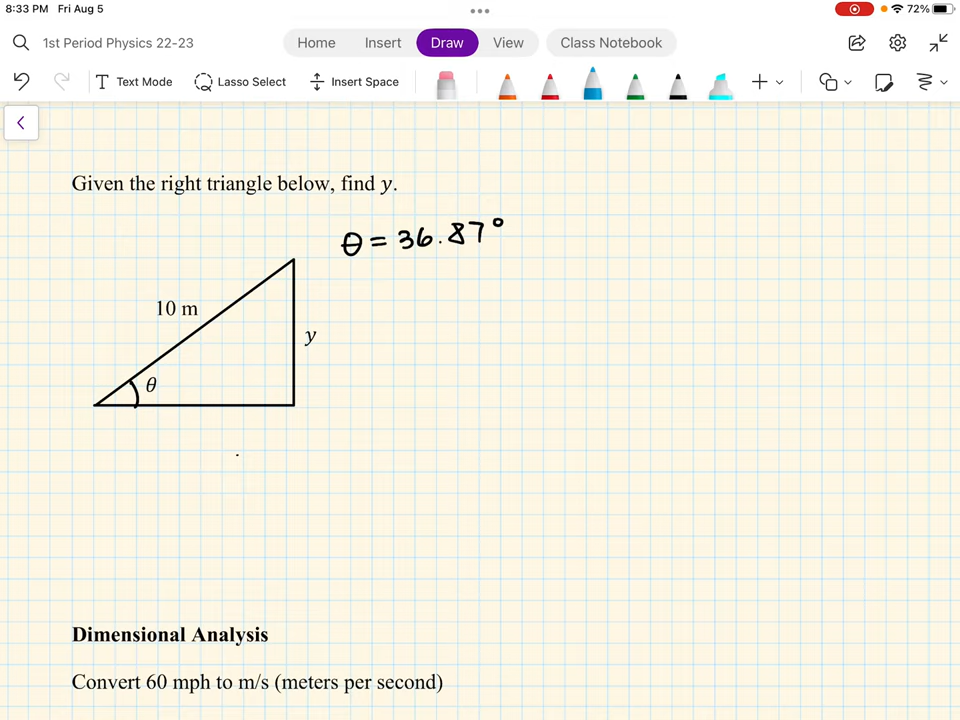 8:33 PM Fri Aug 5
72%
1st Period Physics 22-23
Home Insert Draw View Class Notebook
Text Mode Lasso Select Insert Space
Given the right triangle below, find y.
θ = 36.87°
10 m
y
θ
Dimensional Analysis
Convert 60 mph to m/s (meters per second)